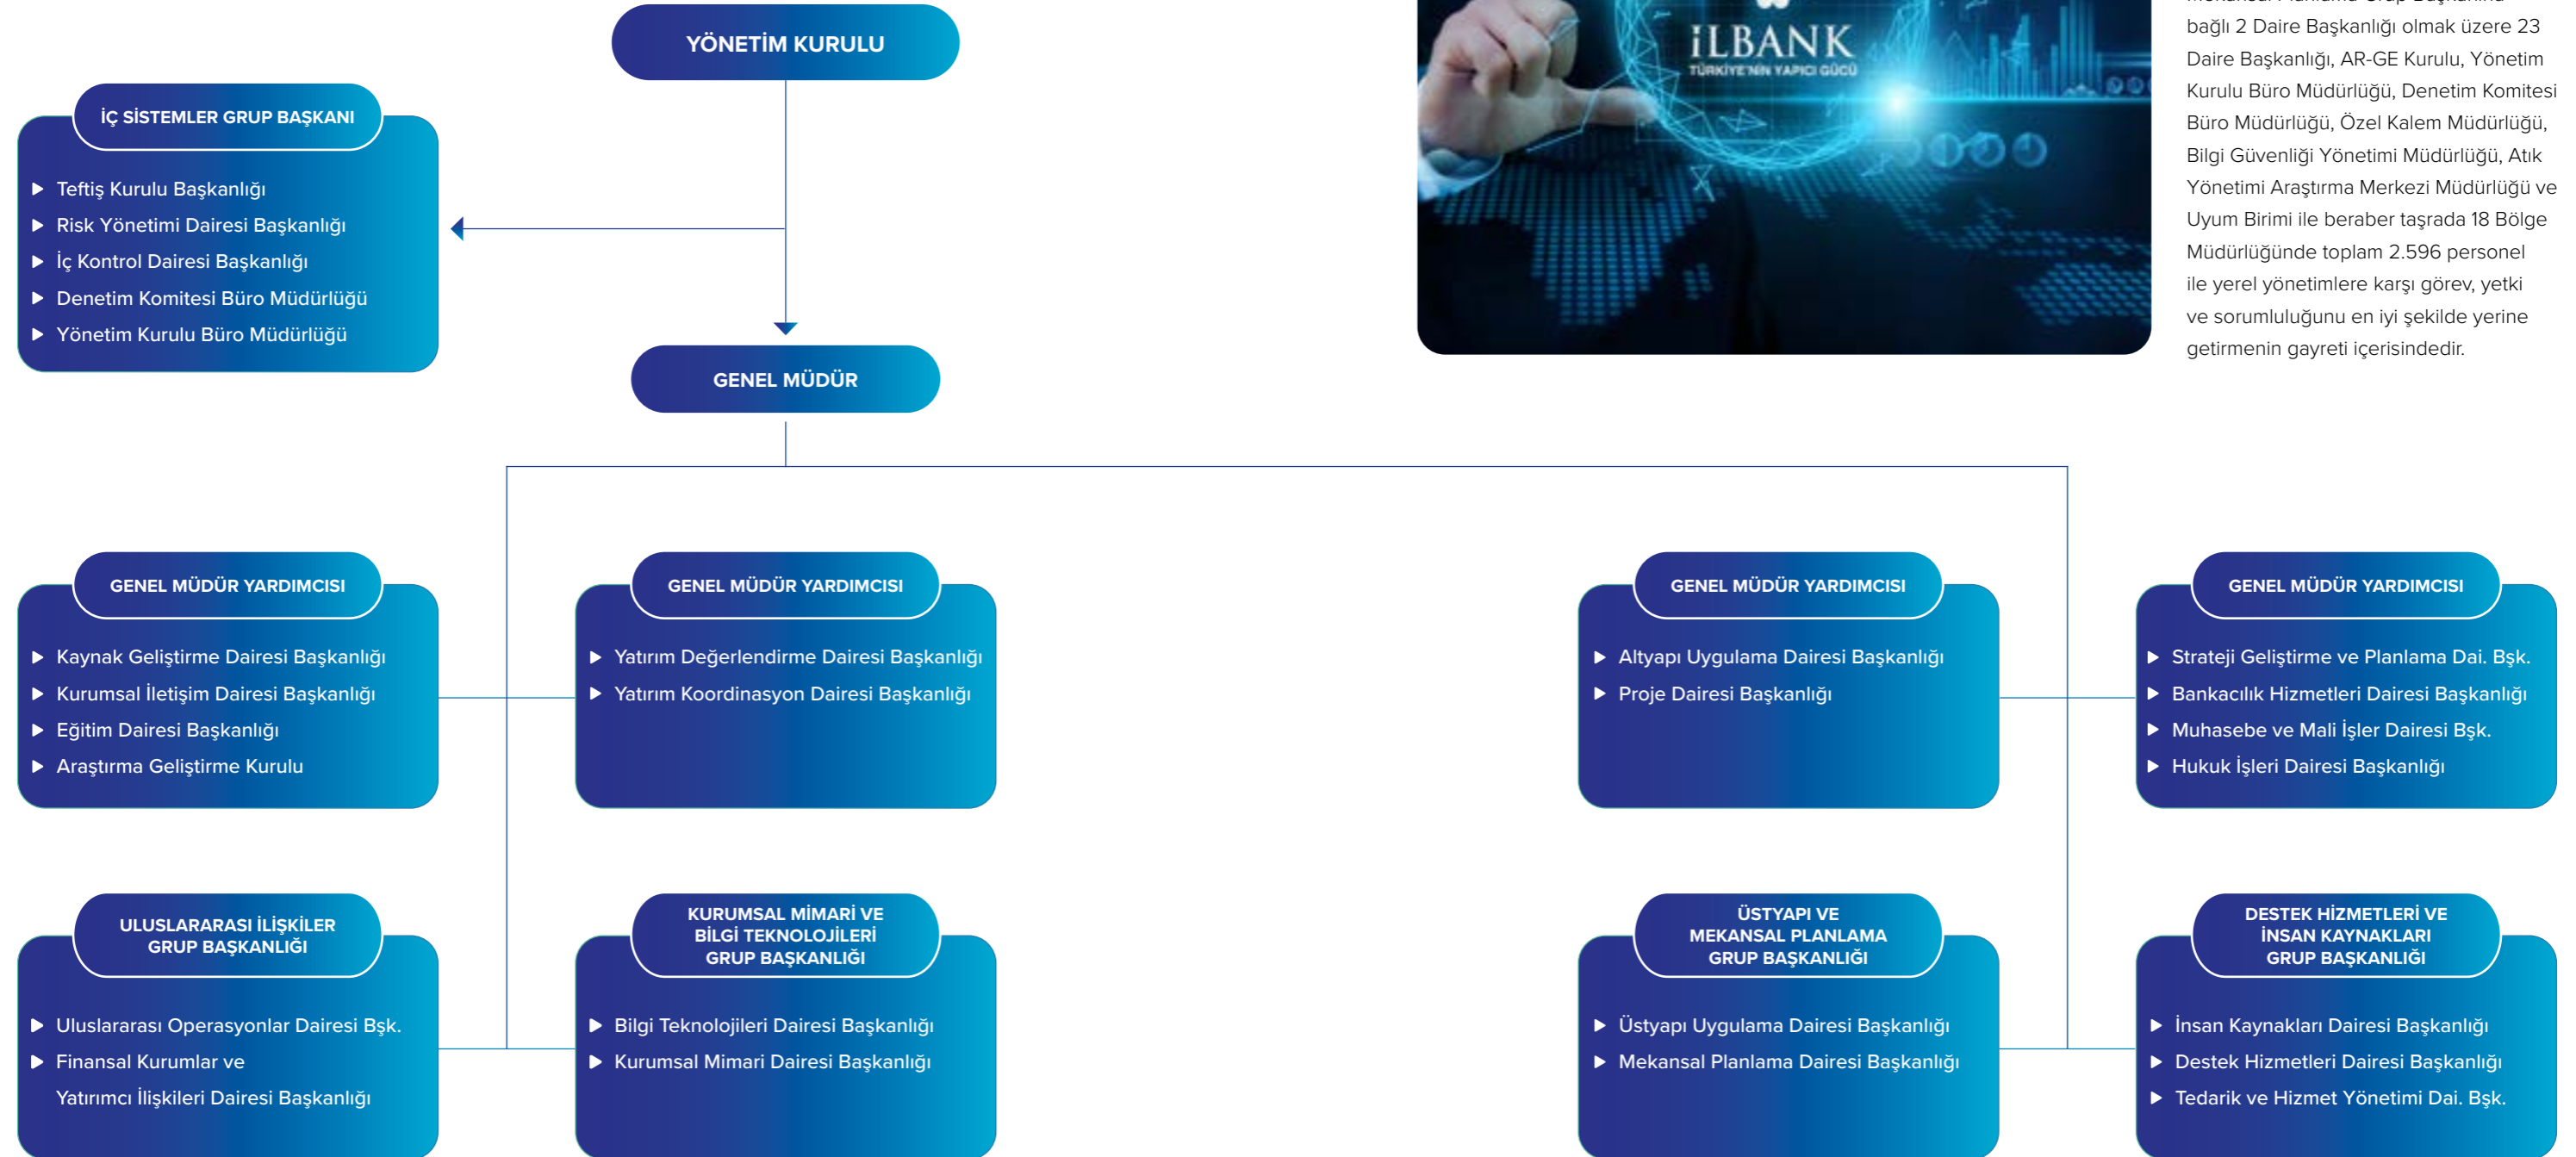 YÖNETİM KURULU
İÇ SİSTEMLER GRUP BAŞKANI
Teftiş Kurulu Başkanlığı
Risk Yönetimi Dairesi Başkanlığı
İç Kontrol Dairesi Başkanlığı
Denetim Komitesi Büro Müdürlüğü
Yönetim Kurulu Büro Müdürlüğü
GENEL MÜDÜR
iLBANK
TÜRKİYE'NİN YAPICI GÜCÜ
bağlı 2 Daire Başkanlığı olmak üzere 23
Daire Başkanlığı, AR-GE Kurulu, Yönetim
Kurulu Büro Müdürlüğü, Denetim Komitesi
Büro Müdürlüğü, Özel Kalem Müdürlüğü,
Bilgi Güvenliği Yönetimi Müdürlüğü, Atık
Yönetimi Araştırma Merkezi Müdürlüğü ve
Uyum Birimi ile beraber taşrada 18 Bölge
Müdürlüğünde toplam 2.596 personel
ile yerel yönetimlere karşı görev, yetki
ve sorumluluğunu en iyi şekilde yerine
getirmenin gayreti içerisindedir.
GENEL MÜDÜR YARDIMCISI
Kaynak Geliştirme Dairesi Başkanlığı
Kurumsal İletişim Dairesi Başkanlığı
Eğitim Dairesi Başkanlığı
Araştırma Geliştirme Kurulu
GENEL MÜDÜR YARDIMCISI
Yatırım Değerlendirme Dairesi Başkanlığı
Yatırım Koordinasyon Dairesi Başkanlığı
GENEL MÜDÜR YARDIMCISI
Altyapı Uygulama Dairesi Başkanlığı
Proje Dairesi Başkanlığı
GENEL MÜDÜR YARDIMCISI
Strateji Geliştirme ve Planlama Dai. Bşk.
Bankacılık Hizmetleri Dairesi Başkanlığı
Muhasebe ve Mali İşler Dairesi Bşk.
Hukuk İşleri Dairesi Başkanlığı
ULUSLARARASI İLİŞKİLER
GRUP BAŞKANLIĞI
Uluslararası Operasyonlar Dairesi Bşk.
Finansal Kurumlar ve
Yatırımcı İlişkileri Dairesi Başkanlığı
KURUMSAL MİMARİ VE
BİLGİ TEKNOLOJİLERİ
GRUP BAŞKANLIĞI
Bilgi Teknolojileri Dairesi Başkanlığı
Kurumsal Mimari Dairesi Başkanlığı
ÜSTYAPI VE
MEKANSAL PLANLAMA
GRUP BAŞKANLIĞI
Üstyapı Uygulama Dairesi Başkanlığı
Mekansal Planlama Dairesi Başkanlığı
DESTEK HİZMETLERİ VE
İNSAN KAYNAKLARI
GRUP BAŞKANLIĞI
İnsan Kaynakları Dairesi Başkanlığı
Destek Hizmetleri Dairesi Başkanlığı
Tedarik ve Hizmet Yönetimi Dai. Bşk.